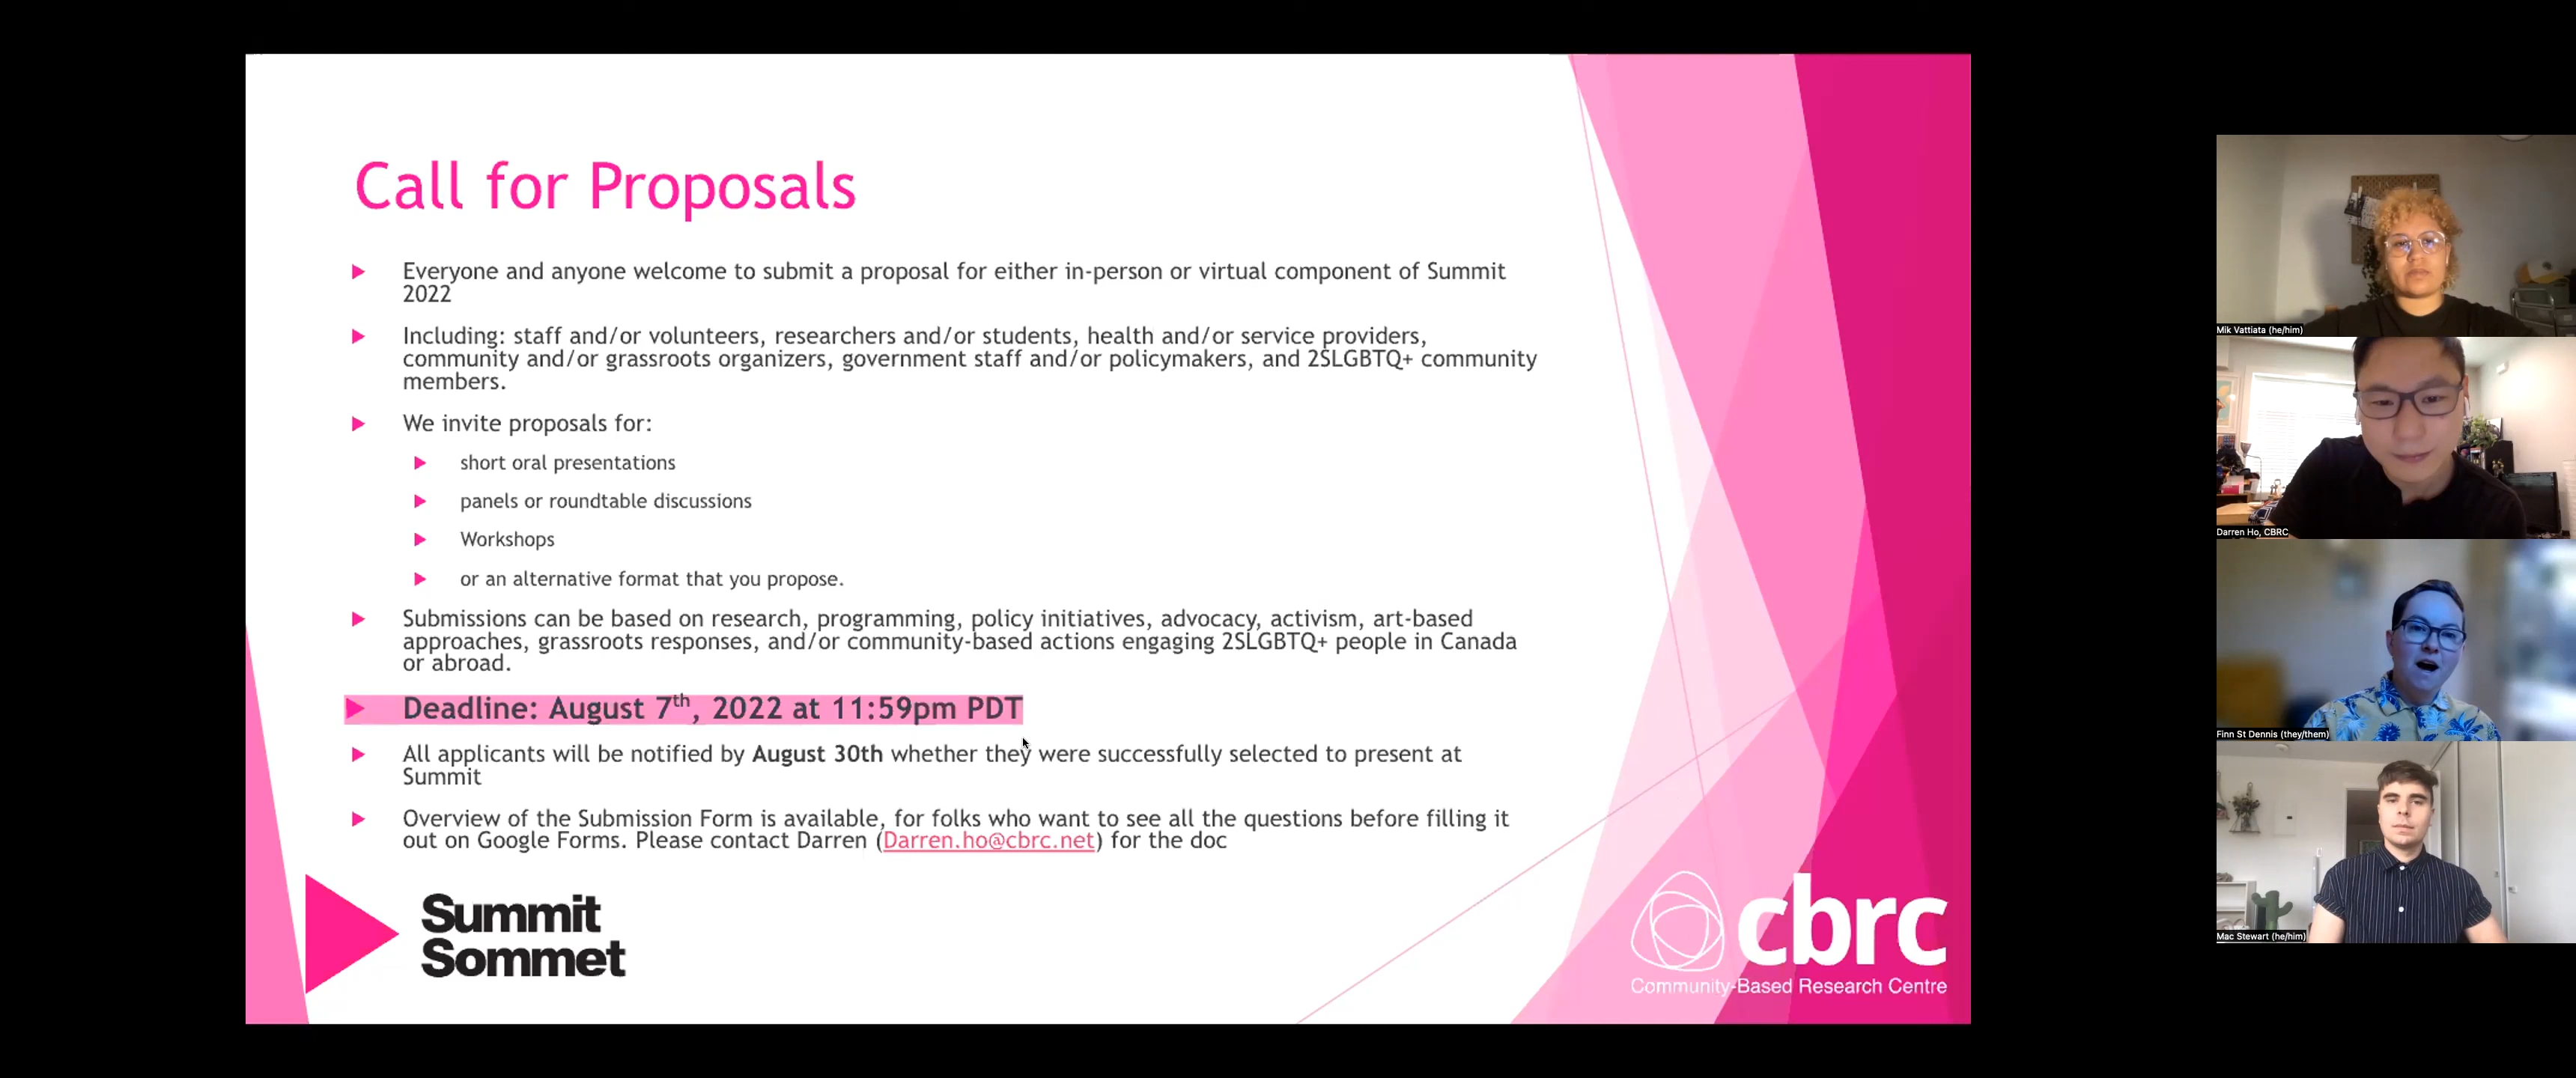 Call for Proposals
Everyone and anyone welcome to submit a proposal for either in-person or virtual component of Summit
2022
Including: staff and/or volunteers, researchers and/or students, health and/or service providers,
community and/or grassroots organizers, government staff and/or policymakers, and 2SLGBTQ+ community
members.
We invite proposals for:
short oral presentations
panels or roundtable discussions
Workshops
or an alternative format that you propose.
Submissions can be based on research, programming, policy initiatives, advocacy, activism, art-based
approaches, grassroots responses, and/or community-based actions engaging 2SLGBTQ+ people in Canada
or abroad.
Deadline: August 7th, 2022 at 11:59pm PDT
All applicants will be notified by August 30th whether they were successfully selected to present at
Summit
Overview of the Submission Form is available, for folks who want to see all the questions before filling it
out on Google Forms. Please contact Darren (Darren.ho@cbrc.net) for the doc
Summit
Sommet
cbrc
Community-Based Research Centre
Mik Vattiata (he/him)
Darren Ho, CBRC
Finn St Dennis (they/them)
Mac Stewart (he/him)